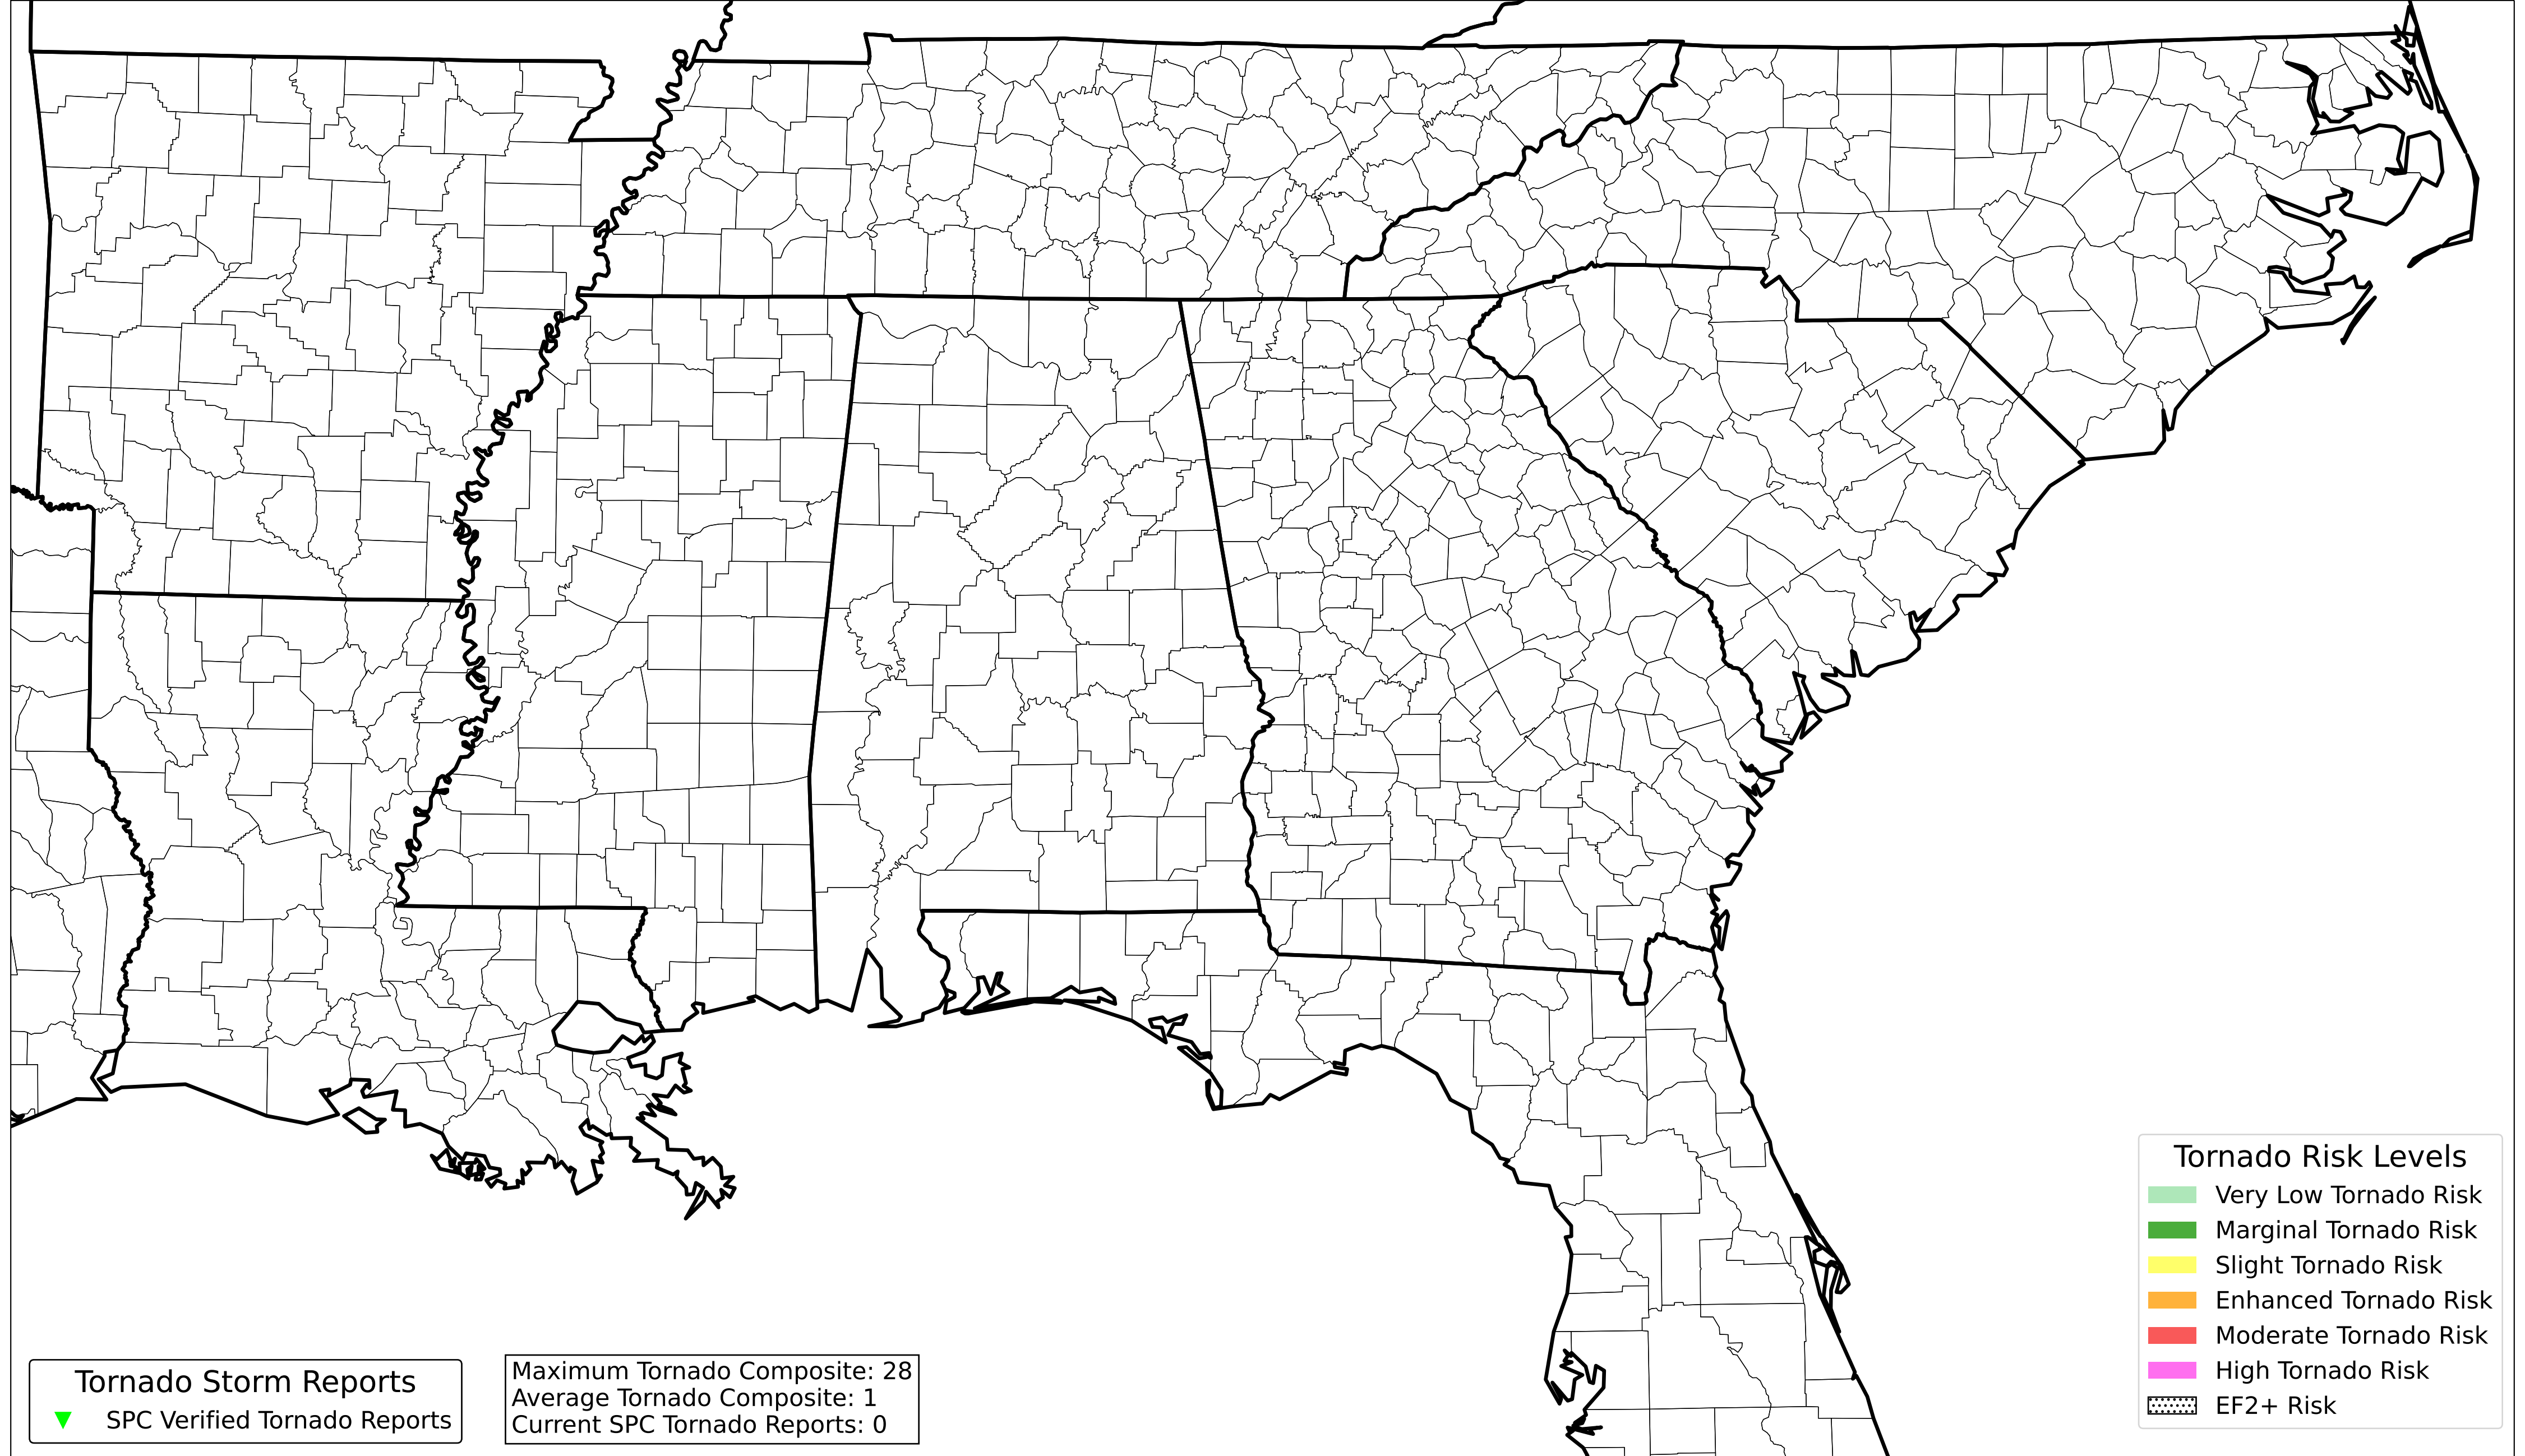 Tornado Risk Levels
Very Low Tornado Risk
Marginal Tornado Risk
Slight Tornado Risk
Enhanced Tornado Risk
Moderate Tornado Risk
High Tornado Risk
EF2+ Risk
Tornado Storm Reports
SPC Verified Tornado Reports
Maximum Tornado Composite: 28
Average Tornado Composite: 1
Current SPC Tornado Reports: 0